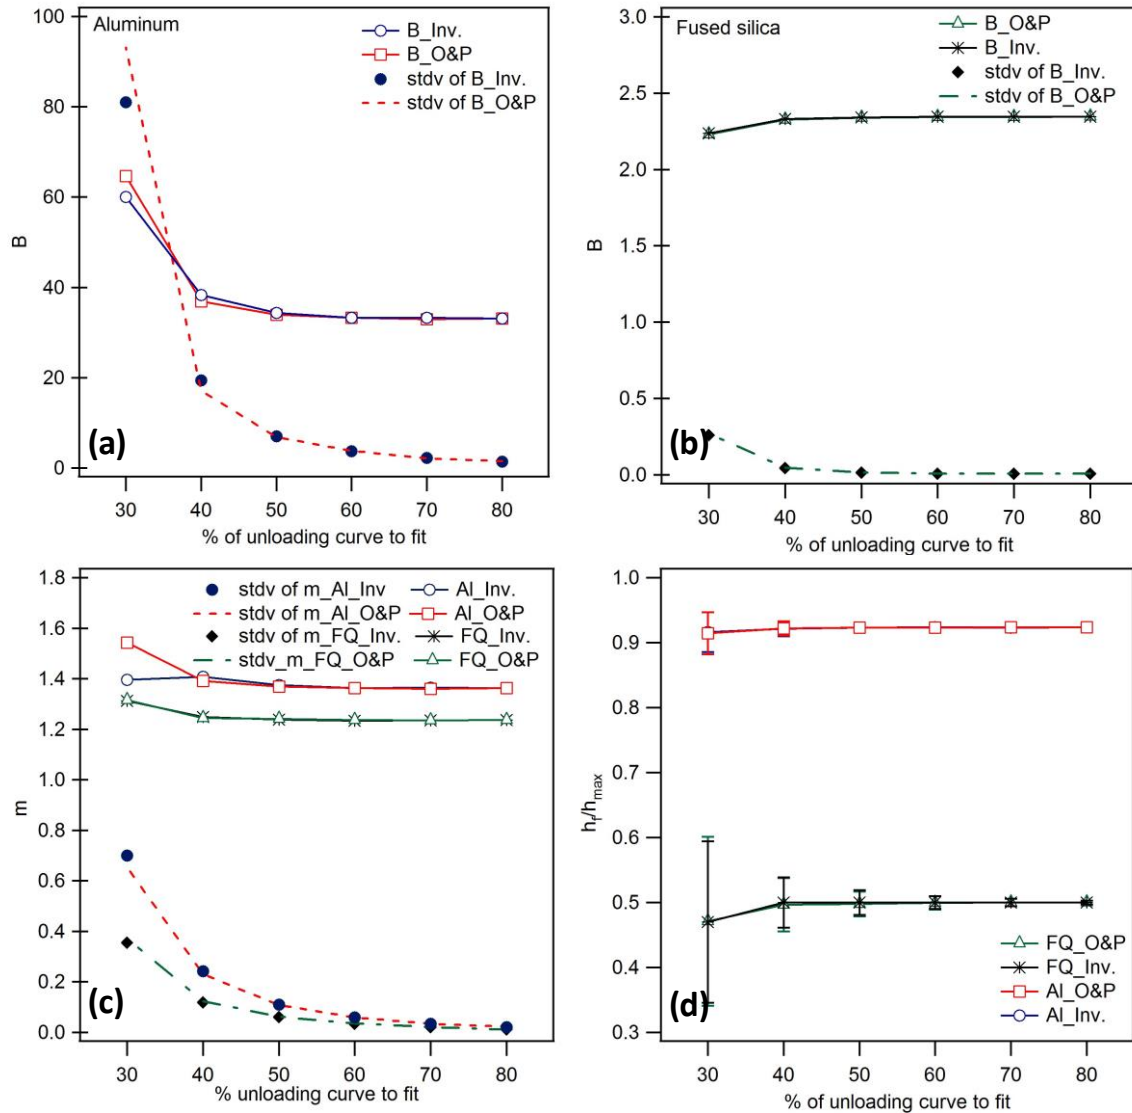 Aluminum
B_Inv.
B_O&P
stdv of B_Inv.
stdv of B_O&P
100
80
60
40
20
0
B
(a)
30 40 50 60 70 80
% of unloading curve to fit
Fused silica
B_O&P
B_Inv.
stdv of B_Inv.
stdv of B_O&P
3.0
2.5
2.0
1.5
1.0
0.5
0.0
B
(b)
30 40 50 60 70 80
% of unloading curve to fit
stdv of m_Al_Inv Al_Inv.
stdv of m_Al_O&P Al_O&P
stdv of m_FQ_Inv. FQ_Inv.
stdv_m_FQ_O&P FQ_O&P
1.8
1.6
1.4
1.2
1.0
0.8
0.6
0.4
0.2
0.0
m
(c)
30 40 50 60 70 80
% unloading curve to fit
1.0
0.9
0.8
0.7
0.6
0.5
0.4
0.3
hf/hmax
FQ_O&P
FQ_Inv.
Al_O&P
Al_Inv.
(d)
30 40 50 60 70 80
% of unloading curve to fit